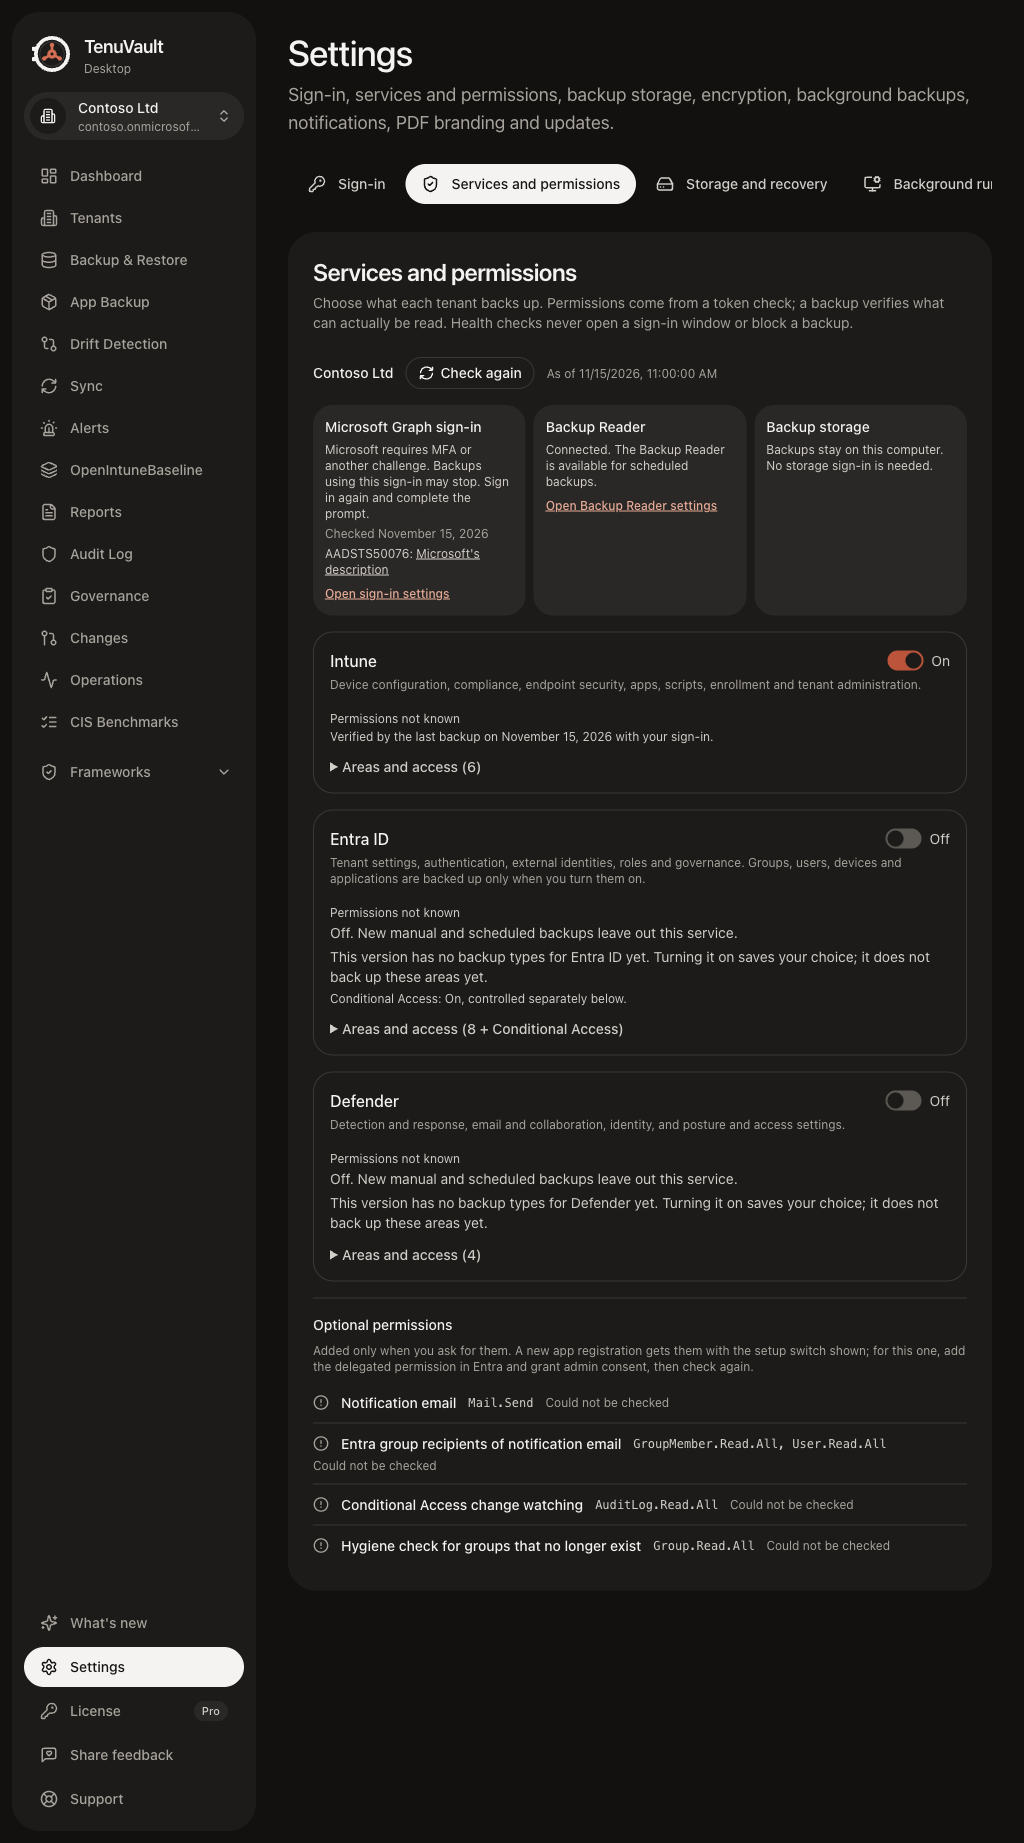 TenuVault
Desktop
Contoso Ltd
contoso.onmicrosof...
Dashboard
Tenants
Backup & Restore
App Backup
Drift Detection
Sync
Alerts
OpenIntuneBaseline
Reports
Audit Log
Governance
Changes
Operations
CIS Benchmarks
Frameworks
What's new
Settings
License
Pro
Share feedback
Support
Settings
Sign-in, services and permissions, backup storage, encryption, background backups,
notifications, PDF branding and updates.
Sign-in
Services and permissions
Storage and recovery
Background ru
Services and permissions
Choose what each tenant backs up. Permissions come from a token check; a backup verifies what
can actually be read. Health checks never open a sign-in window or block a backup.
Contoso Ltd
Check again
As of 11/15/2026, 11:00:00 AM
Microsoft Graph sign-in
Microsoft requires MFA or
another challenge. Backups
using this sign-in may stop. Sign
in again and complete the
prompt.
Checked November 15, 2026
AADSTS50076: Microsoft's
description
Open sign-in settings
Backup Reader
Connected. The Backup Reader
is available for scheduled
backups.
Open Backup Reader settings
Backup storage
Backups stay on this computer.
No storage sign-in is needed.
Intune
On
Device configuration, compliance, endpoint security, apps, scripts, enrollment and tenant administration.
Permissions not known
Verified by the last backup on November 15, 2026 with your sign-in.
Areas and access (6)
Entra ID
Off
Tenant settings, authentication, external identities, roles and governance. Groups, users, devices and
applications are backed up only when you turn them on.
Permissions not known
Off. New manual and scheduled backups leave out this service.
This version has no backup types for Entra ID yet. Turning it on saves your choice; it does not
back up these areas yet.
Conditional Access: On, controlled separately below.
Areas and access (8 + Conditional Access)
Defender
Off
Detection and response, email and collaboration, identity, and posture and access settings.
Permissions not known
Off. New manual and scheduled backups leave out this service.
This version has no backup types for Defender yet. Turning it on saves your choice; it does not
back up these areas yet.
Areas and access (4)
Optional permissions
Added only when you ask for them. A new app registration gets them with the setup switch shown; for this one, add
the delegated permission in Entra and grant admin consent, then check again.
Notification email Mail.Send Could not be checked
Entra group recipients of notification email GroupMember.Read.All, User.Read.All
Could not be checked
Conditional Access change watching AuditLog.Read.All Could not be checked
Hygiene check for groups that no longer exist Group.Read.All Could not be checked